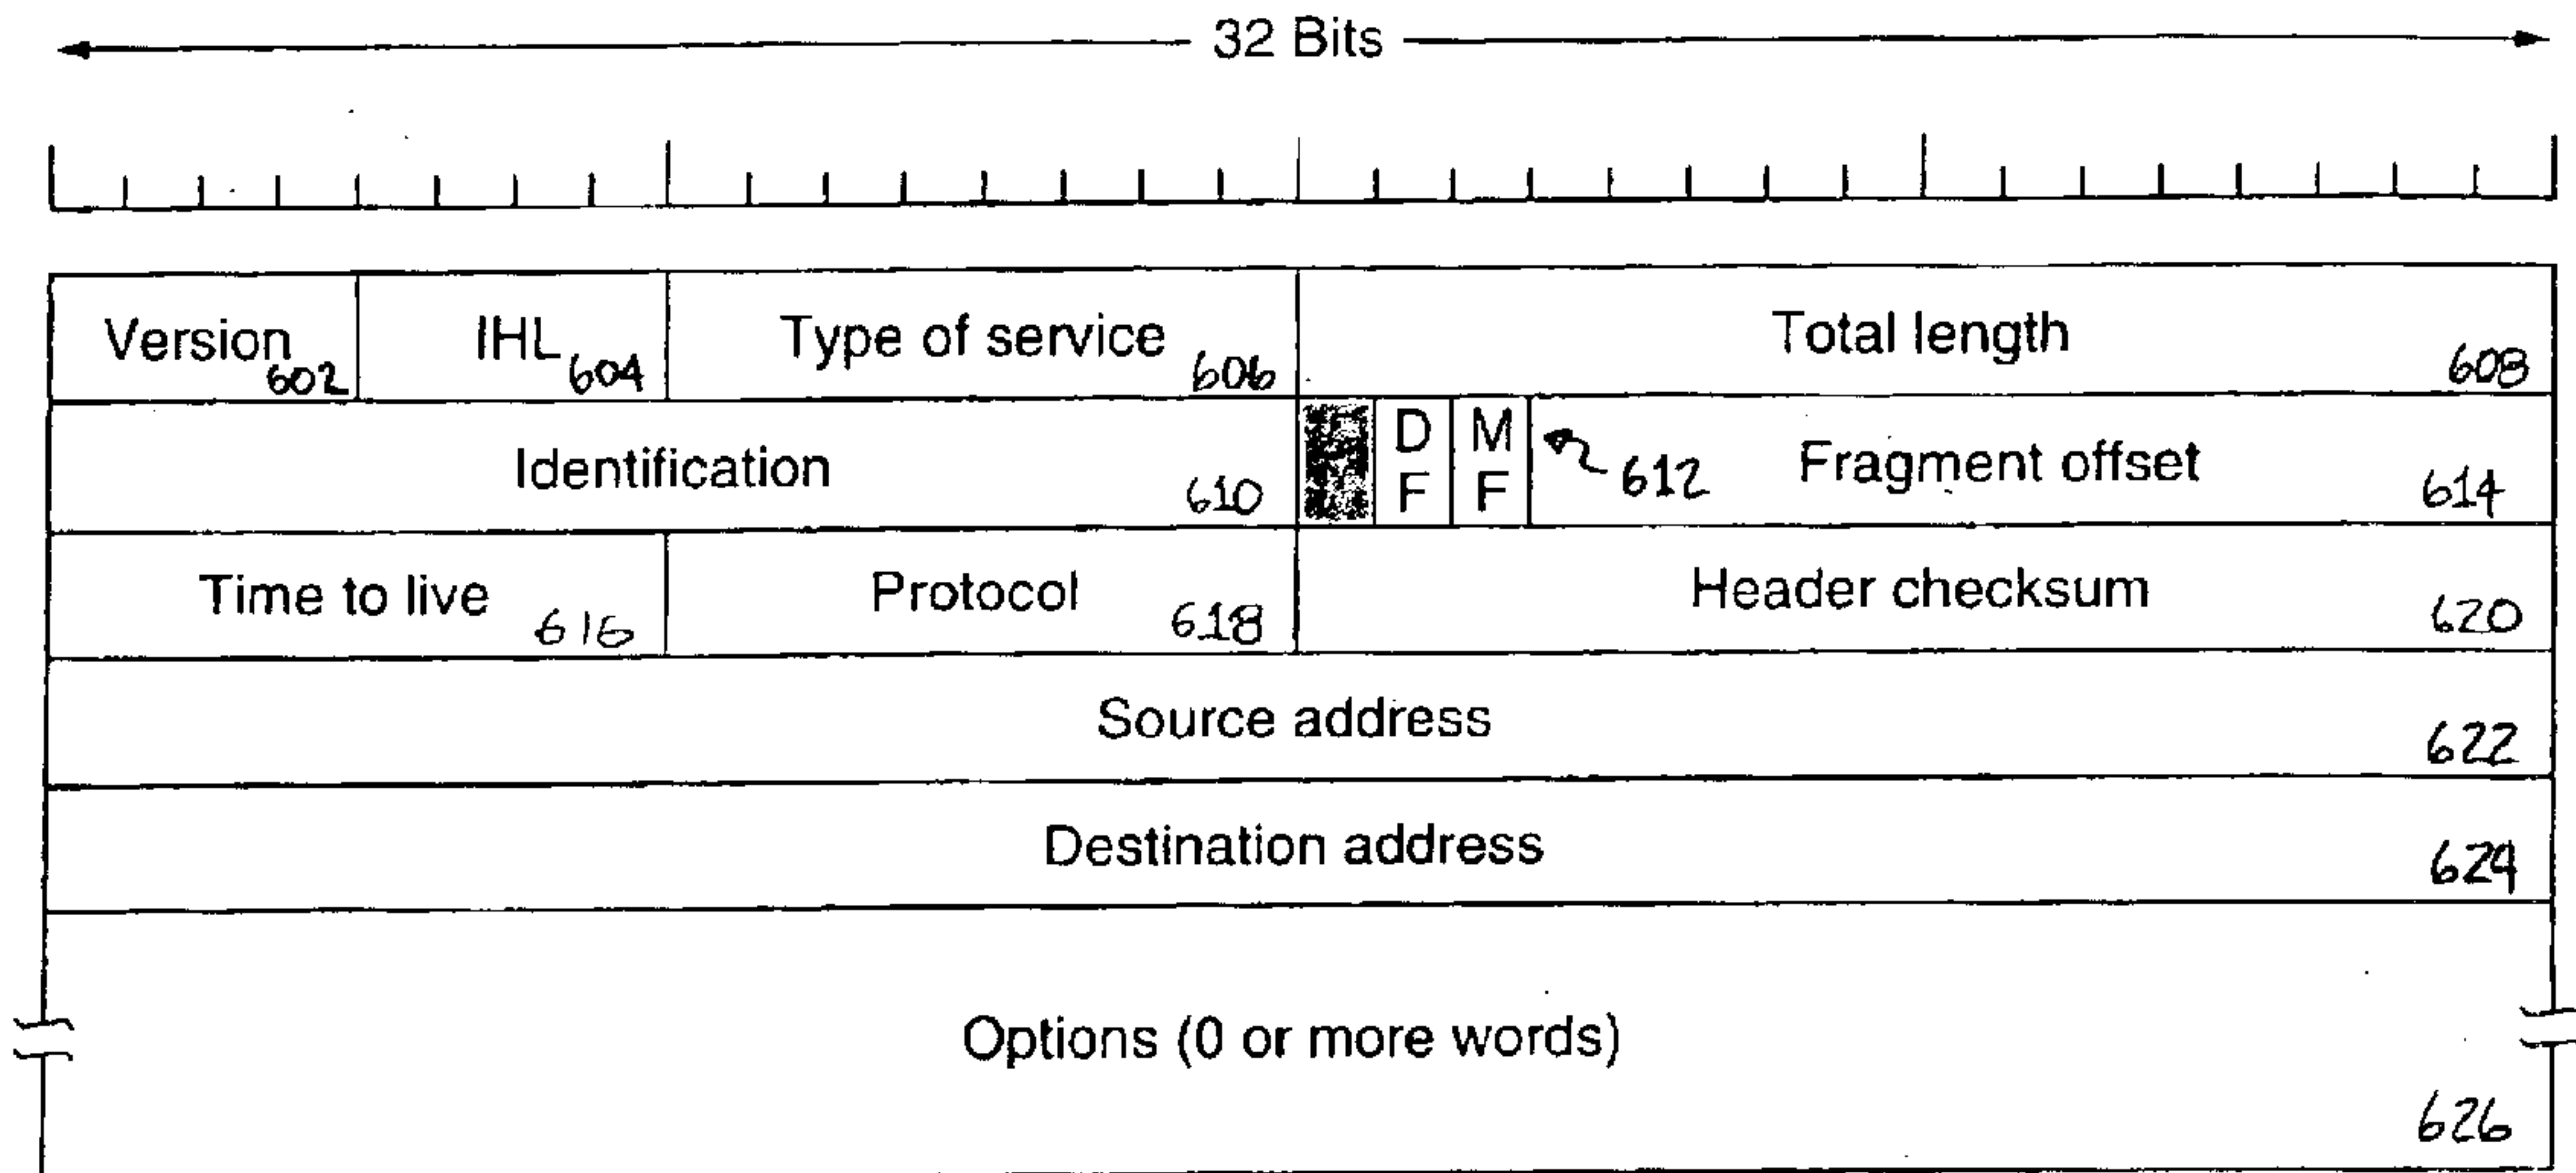 32 Bits
Version 602 IHL 604 Type of service 606 Total length 608
Identification 610 DF MF 612 Fragment offset 614
Time to live 616 Protocol 618 Header checksum 620
Source address 622
Destination address 624
Options (0 or more words)
626